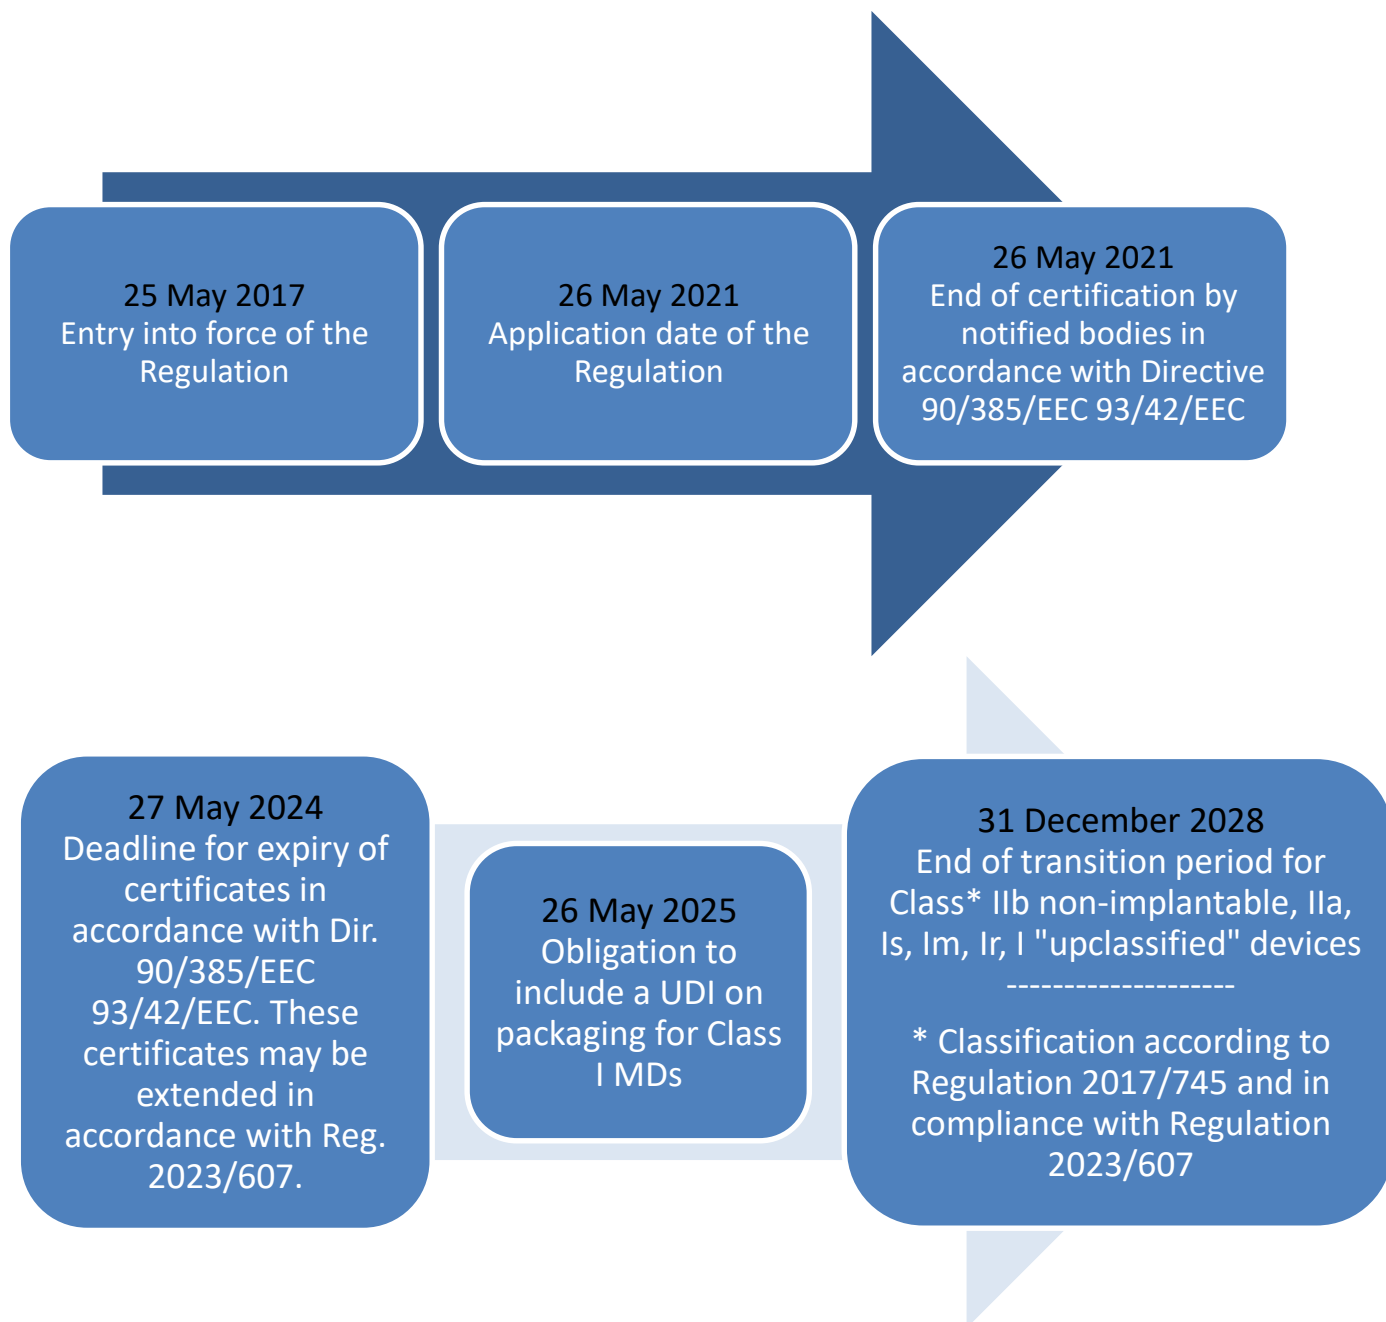 25 May 2017
Entry into force of the
Regulation
26 May 2021
Application date of the
Regulation
26 May 2021
End of certification by
notified bodies in
accordance with Directive
90/385/EEC 93/42/EEC
27 May 2024
Deadline for expiry of
certificates in
accordance with Dir.
90/385/EEC
93/42/EEC. These
certificates may be
extended in
accordance with Reg.
2023/607.
26 May 2025
Obligation to
include a UDI on
packaging for Class
I MDs
31 December 2028
End of transition period for
Class* IIb non-implantable, IIa,
Is, Im, Ir, I "upclassified" devices
--------------------
* Classification according to
Regulation 2017/745 and in
compliance with Regulation
2023/607